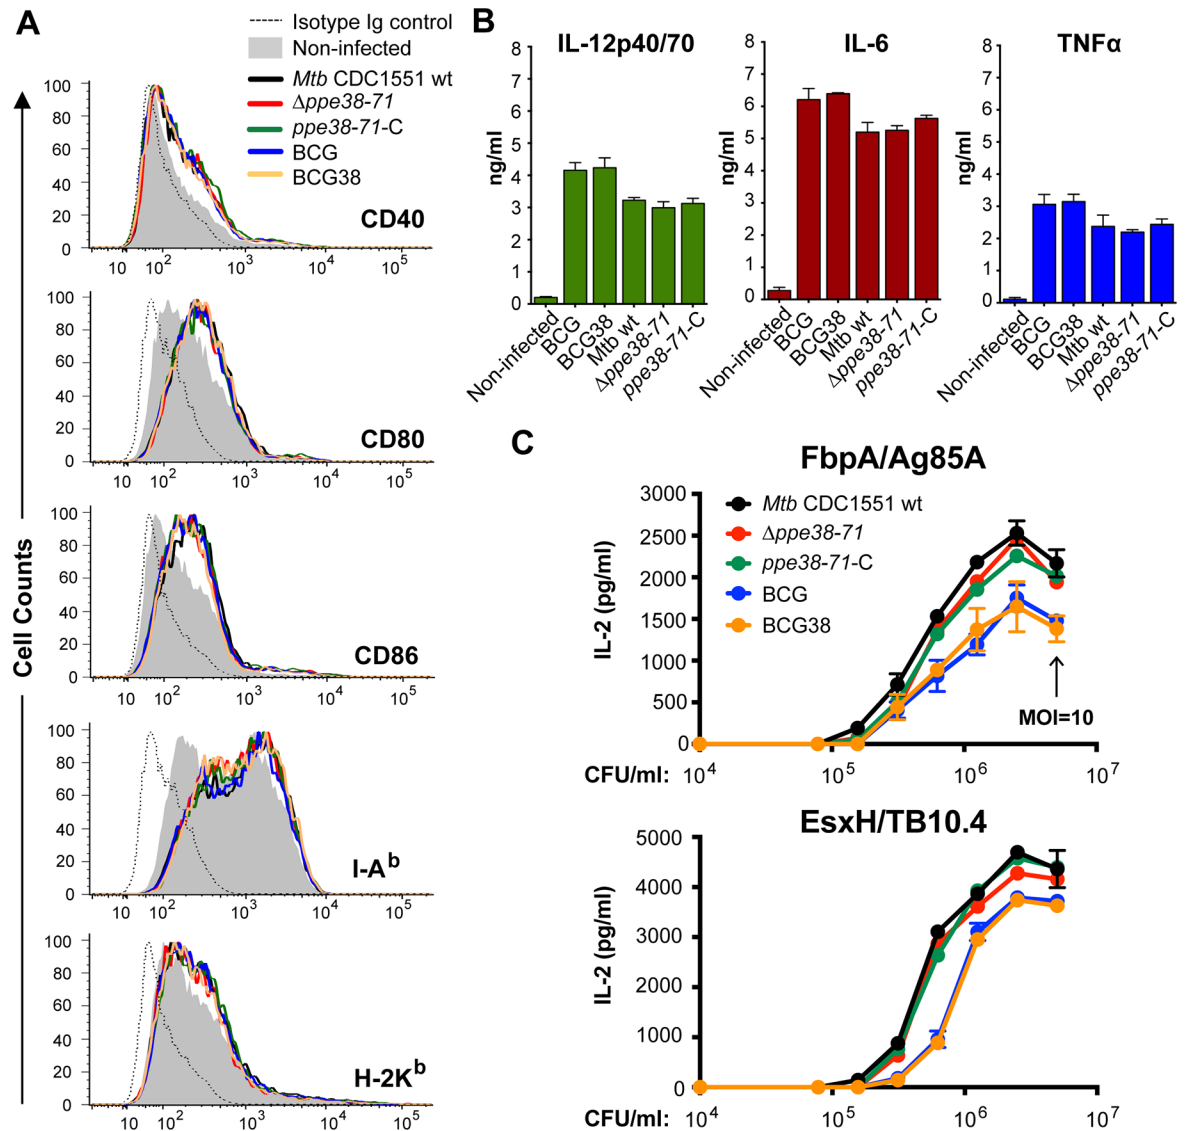 A
Isotype Ig control
Non-infected
Mtb CDC1551 wt
Δppe38-71
ppe38-71-C
BCG
BCG38
Cell Counts
100
80
60
40
20
0
CD40
10 10² 10³ 10⁴ 10⁵
100
80
60
40
20
0
CD80
10 10² 10³ 10⁴ 10⁵
100
80
60
40
20
0
CD86
10 10² 10³ 10⁴ 10⁵
100
80
60
40
20
0
I-Aᵇ
10 10² 10³ 10⁴ 10⁵
100
80
60
40
20
0
H-2Kᵇ
10 10² 10³ 10⁴ 10⁵
B
IL-12p40/70
ng/ml
8
7
6
5
4
3
2
1
0
Non-infected
BCG
BCG38
Mtb wt
Δppe38-71
ppe38-71-C
IL-6
ng/ml
8
7
6
5
4
3
2
1
0
Non-infected
BCG
BCG38
Mtb wt
Δppe38-71
ppe38-71-C
TNFα
ng/ml
8
7
6
5
4
3
2
1
0
Non-infected
BCG
BCG38
Mtb wt
Δppe38-71
ppe38-71-C
C
FbpA/Ag85A
IL-2 (pg/ml)
3000
2500
2000
1500
1000
500
0
Mtb CDC1551 wt
Δppe38-71
ppe38-71-C
BCG
BCG38
MOI=10
CFU/ml: 10⁴ 10⁵ 10⁶ 10⁷
EsxH/TB10.4
IL-2 (pg/ml)
5000
4000
3000
2000
1000
0
CFU/ml: 10⁴ 10⁵ 10⁶ 10⁷